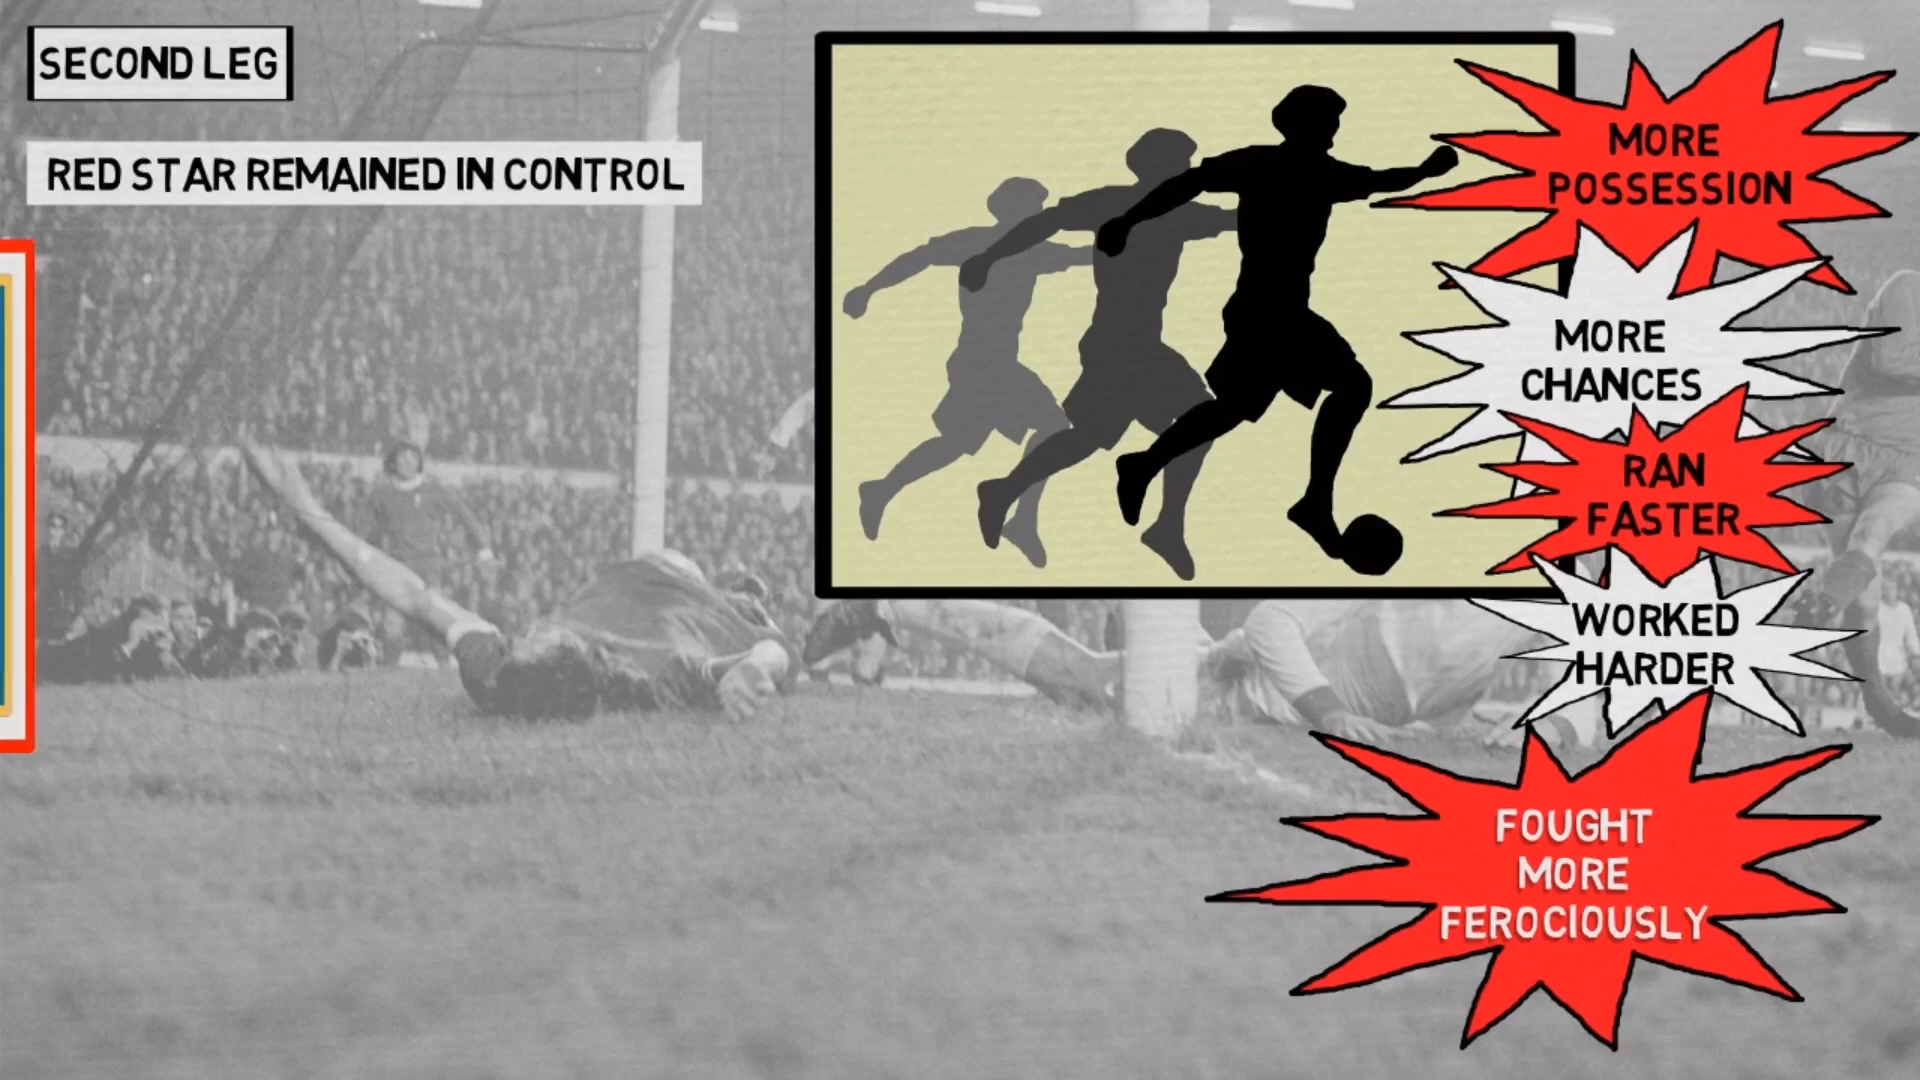 SECOND LEG
RED STAR REMAINED IN CONTROL
MORE
POSSESSION
MORE
CHANCES
RAN
FASTER
WORKED
HARDER
FOUGHT
MORE
FEROCIOUSLY